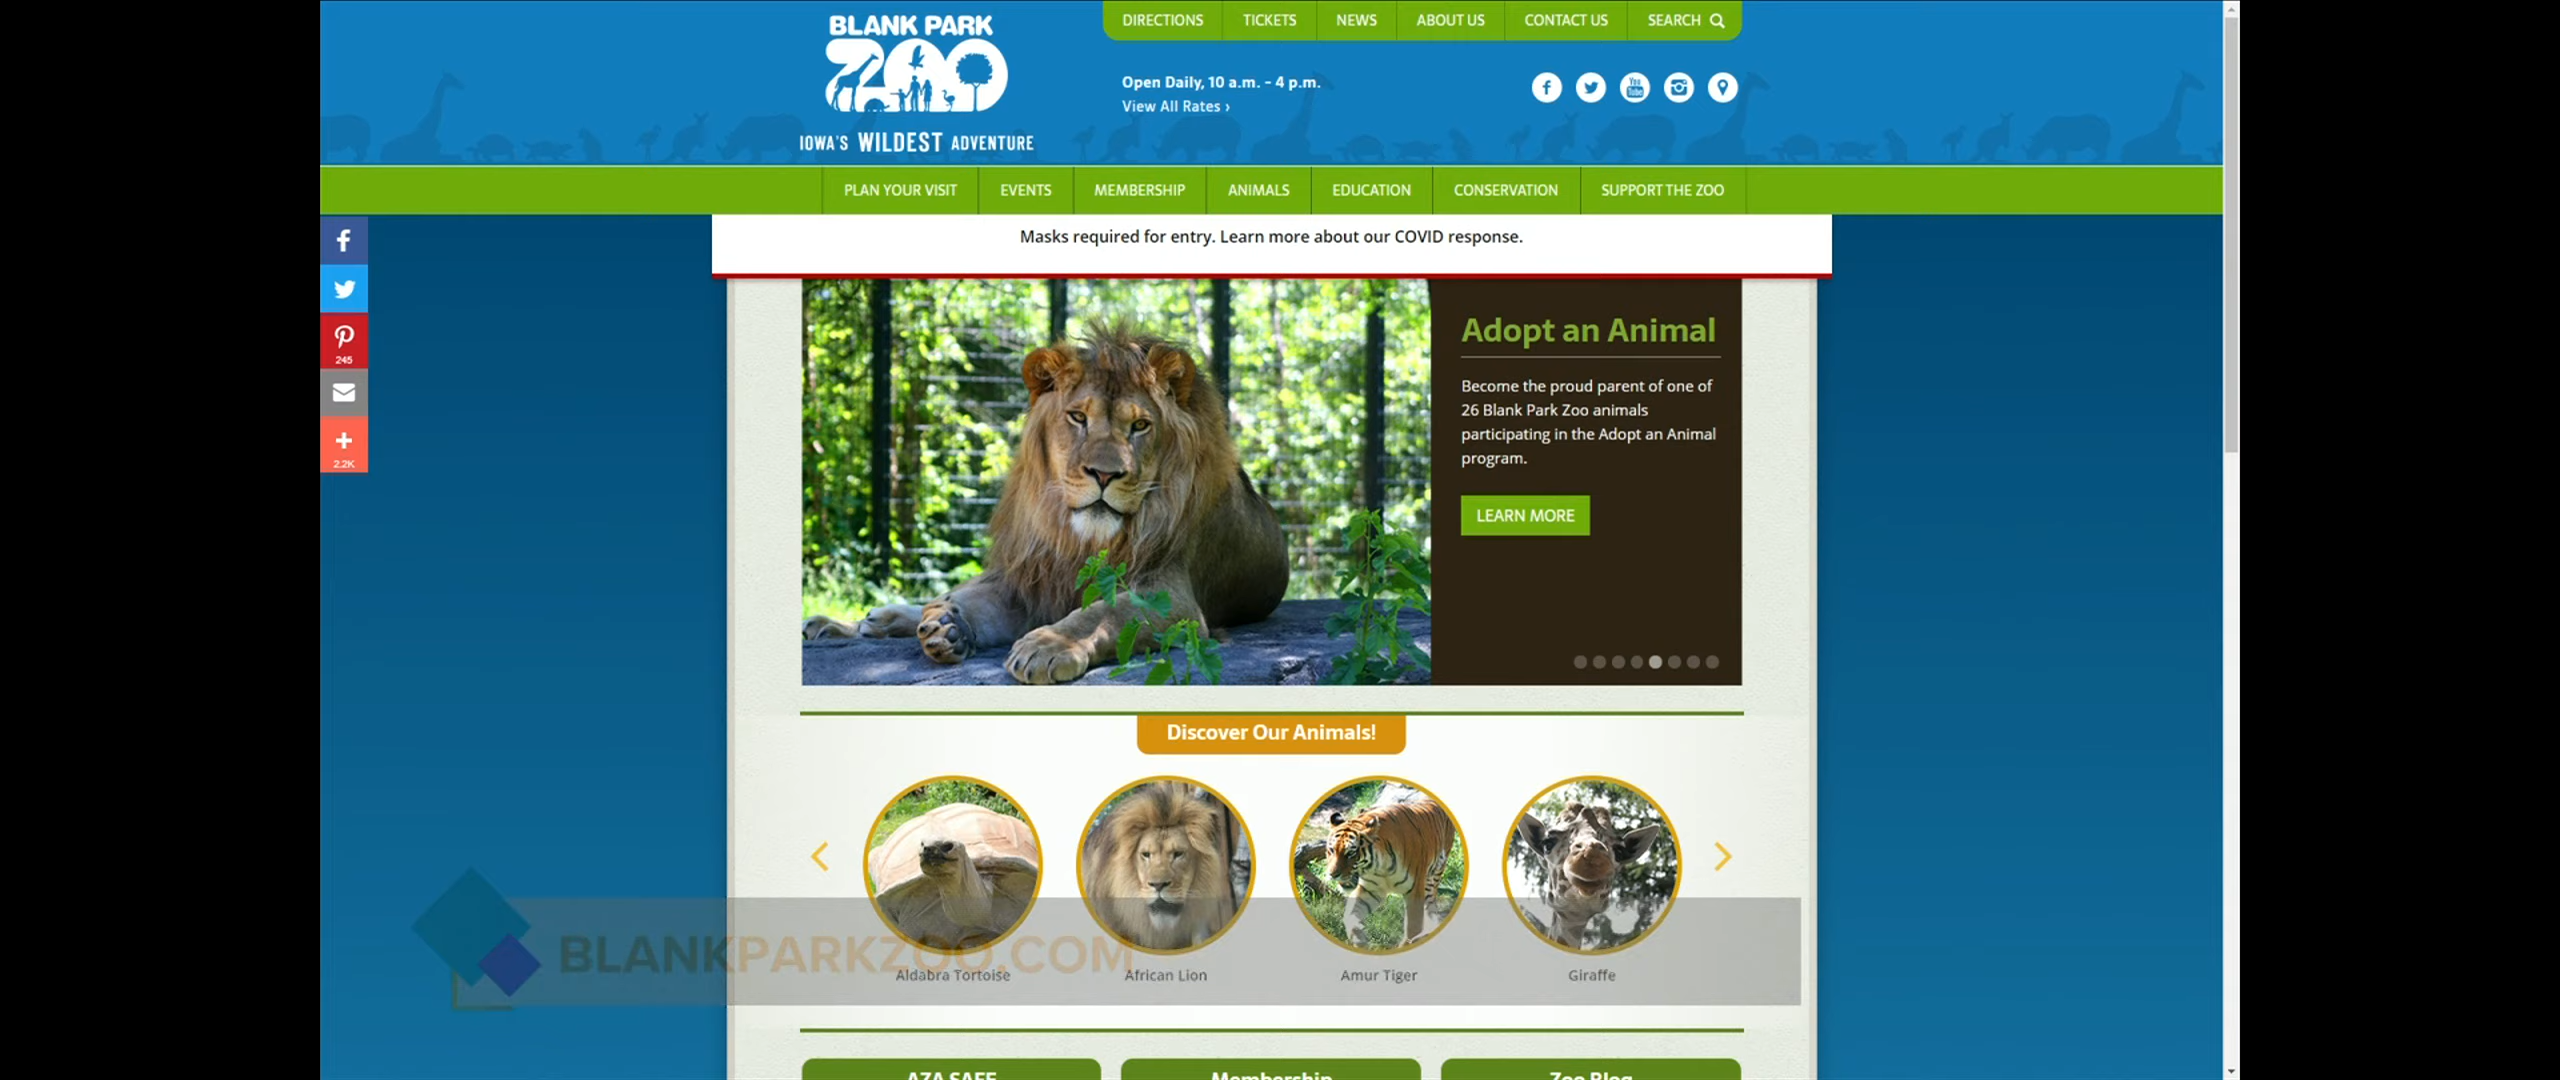 BLANK PARK
ZOO
IOWA'S WILDEST ADVENTURE
DIRECTIONS
TICKETS
NEWS
ABOUT US
CONTACT US
SEARCH
Open Daily, 10 a.m. - 4 p.m.
View All Rates ›
You Tube
PLAN YOUR VISIT
EVENTS
MEMBERSHIP
ANIMALS
EDUCATION
CONSERVATION
SUPPORT THE ZOO
245
2.2K
Masks required for entry. Learn more about our COVID response.
Adopt an Animal
Become the proud parent of one of
26 Blank Park Zoo animals
participating in the Adopt an Animal
program.
LEARN MORE
Discover Our Animals!
Aldabra Tortoise
African Lion
Amur Tiger
Giraffe
BLANKPARKZOO.COM
AZA SAFE
Membership
Zoo Blog